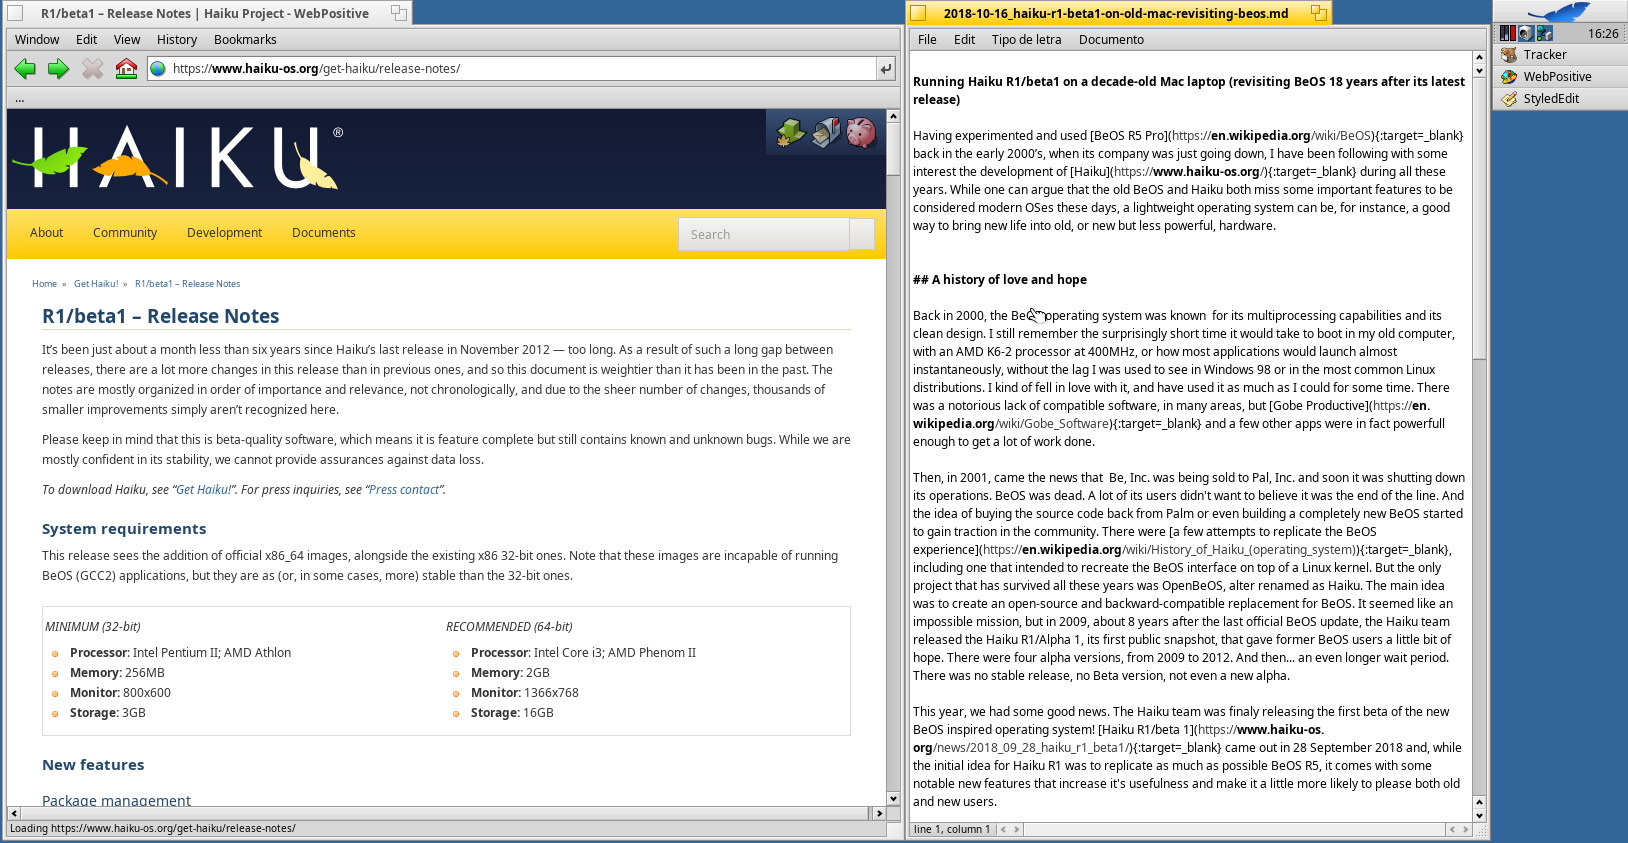 R1/beta1 – Release Notes | Haiku Project - WebPositive
Window Edit View History Bookmarks
https://www.haiku-os.org/get-haiku/release-notes/
...
HAIKU®
About Community Development Documents
Search
Home » Get Haiku! » R1/beta1 – Release Notes
R1/beta1 – Release Notes
It's been just about a month less than six years since Haiku's last release in November 2012 — too long. As a result of such a long gap between
releases, there are a lot more changes in this release than in previous ones, and so this document is weightier than it has been in the past. The
notes are mostly organized in order of importance and relevance, not chronologically, and due to the sheer number of changes, thousands of
smaller improvements simply aren't recognized here.
Please keep in mind that this is beta-quality software, which means it is feature complete but still contains known and unknown bugs. While we are
mostly confident in its stability, we cannot provide assurances against data loss.
To download Haiku, see “Get Haiku!”. For press inquiries, see “Press contact”.
System requirements
This release sees the addition of official x86_64 images, alongside the existing x86 32-bit ones. Note that these images are incapable of running
BeOS (GCC2) applications, but they are as (or, in some cases, more) stable than the 32-bit ones.
MINIMUM (32-bit)
Processor: Intel Pentium II; AMD Athlon
Memory: 256MB
Monitor: 800x600
Storage: 3GB
RECOMMENDED (64-bit)
Processor: Intel Core i3; AMD Phenom II
Memory: 2GB
Monitor: 1366x768
Storage: 16GB
New features
Package management
Loading https://www.haiku-os.org/get-haiku/release-notes/
2018-10-16_haiku-r1-beta1-on-old-mac-revisiting-beos.md
File Edit Tipo de letra Documento
Running Haiku R1/beta1 on a decade-old Mac laptop (revisiting BeOS 18 years after its latest
release)
Having experimented and used [BeOS R5 Pro](https://en.wikipedia.org/wiki/BeOS){:target=_blank}
back in the early 2000's, when its company was just going down, I have been following with some
interest the development of [Haiku](https://www.haiku-os.org/){:target=_blank} during all these
years. While one can argue that the old BeOS and Haiku both miss some important features to be
considered modern OSes these days, a lightweight operating system can be, for instance, a good
way to bring new life into old, or new but less powerful, hardware.
## A history of love and hope
Back in 2000, the BeOS operating system was known  for its multiprocessing capabilities and its
clean design. I still remember the surprisingly short time it would take to boot in my old computer,
with an AMD K6-2 processor at 400MHz, or how most applications would launch almost
instantaneously, without the lag I was used to see in Windows 98 or in the most common Linux
distributions. I kind of fell in love with it, and have used it as much as I could for some time. There
was a notorious lack of compatible software, in many areas, but [Gobe Productive](https://en.
wikipedia.org/wiki/Gobe_Software){:target=_blank} and a few other apps were in fact powerfull
enough to get a lot of work done.
Then, in 2001, came the news that  Be, Inc. was being sold to Pal, Inc. and soon it was shutting down
its operations. BeOS was dead. A lot of its users didn't want to believe it was the end of the line. And
the idea of buying the source code back from Palm or even building a completely new BeOS started
to gain traction in the community. There were [a few attempts to replicate the BeOS
experience](https://en.wikipedia.org/wiki/History_of_Haiku_(operating_system)){:target=_blank},
including one that intended to recreate the BeOS interface on top of a Linux kernel. But the only
project that has survived all these years was OpenBeOS, alter renamed as Haiku. The main idea
was to create an open-source and backward-compatible replacement for BeOS. It seemed like an
impossible mission, but in 2009, about 8 years after the last official BeOS update, the Haiku team
released the Haiku R1/Alpha 1, its first public snapshot, that gave former BeOS users a little bit of
hope. There were four alpha versions, from 2009 to 2012. And then... an even longer wait period.
There was no stable release, no Beta version, not even a new alpha.
This year, we had some good news. The Haiku team was finaly releasing the first beta of the new
BeOS inspired operating system! [Haiku R1/beta 1](https://www.haiku-os.
org/news/2018_09_28_haiku_r1_beta1/){:target=_blank} came out in 28 September 2018 and, while
the initial idea for Haiku R1 was to replicate as much as possible BeOS R5, it comes with some
notable new features that increase it's usefulness and make it a little more likely to please both old
and new users.
line 1, column 1
16:26
Tracker
WebPositive
StyledEdit